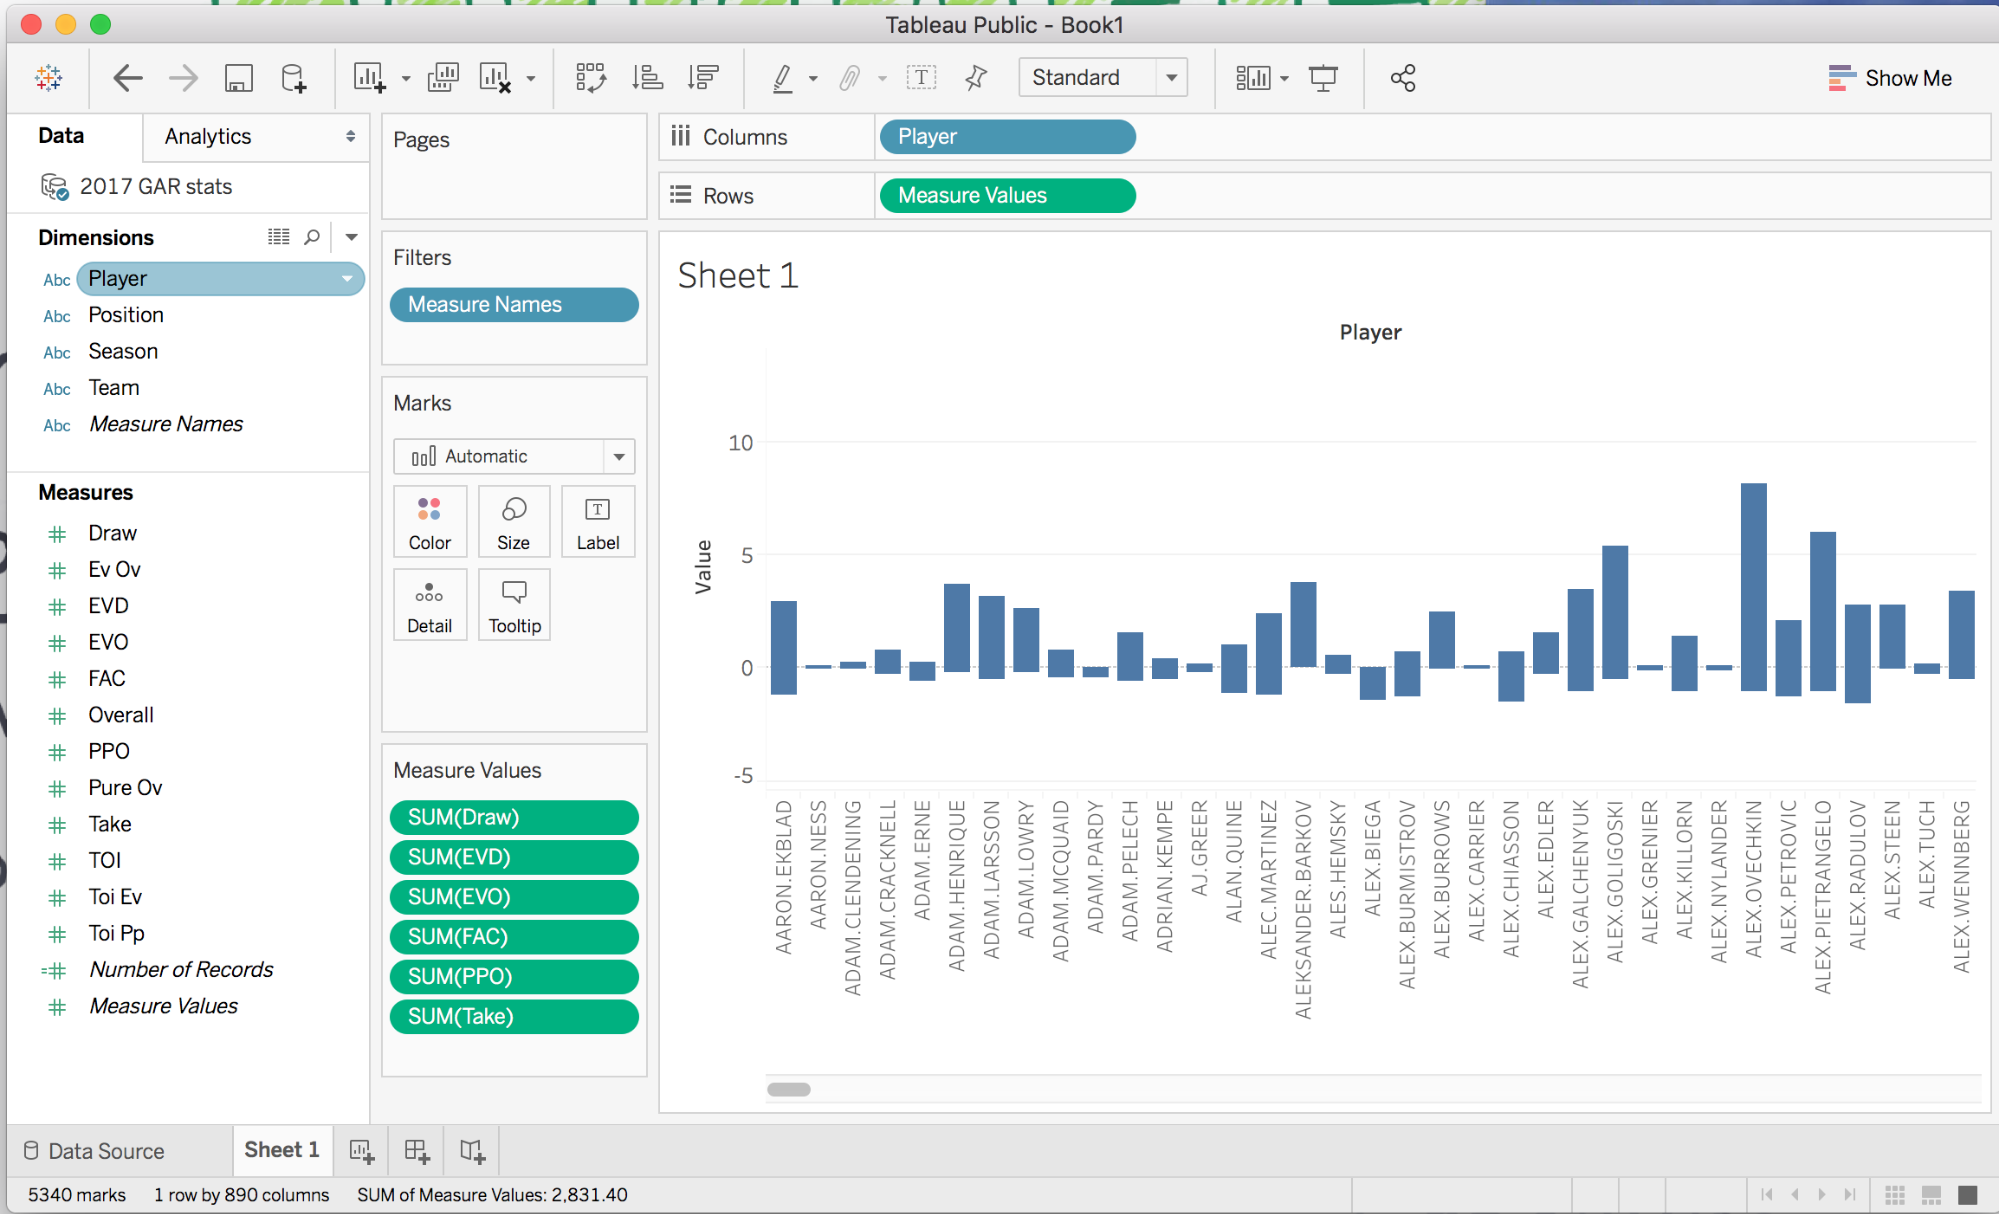 Tableau Public - Book1
Standard
Show Me
Data
Analytics
2017 GAR stats
Dimensions
Abc Player
Abc Position
Abc Season
Abc Team
Abc Measure Names
Measures
Draw
Ev Ov
EVD
EVO
FAC
Overall
PPO
Pure Ov
Take
TOI
Toi Ev
Toi Pp
Number of Records
Measure Values
Pages
Filters
Measure Names
Marks
Automatic
Color
Size
Label
Detail
Tooltip
Measure Values
SUM(Draw)
SUM(EVD)
SUM(EVO)
SUM(FAC)
SUM(PPO)
SUM(Take)
Columns
Player
Rows
Measure Values
Sheet 1
Player
Value
10
5
0
-5
AARON.EKBLAD
AARON.NESS
ADAM.CLENDENING
ADAM.CRACKNELL
ADAM.ERNE
ADAM.HENRIQUE
ADAM.LARSSON
ADAM.LOWRY
ADAM.MCQUAID
ADAM.PARDY
ADAM.PELECH
ADRIAN.KEMPE
AJ.GREER
ALAN.QUINE
ALEC.MARTINEZ
ALEKSANDER.BARKOV
ALES.HEMSKY
ALEX.BIEGA
ALEX.BURMISTROV
ALEX.BURROWS
ALEX.CARRIER
ALEX.CHIASSON
ALEX.EDLER
ALEX.GALCHENYUK
ALEX.GOLIGOSKI
ALEX.GRENIER
ALEX.KILLORN
ALEX.NYLANDER
ALEX.OVECHKIN
ALEX.PETROVIC
ALEX.PIETRANGELO
ALEX.RADULOV
ALEX.STEEN
ALEX.TUCH
ALEX.WENNBERG
Data Source
Sheet 1
5340 marks
1 row by 890 columns
SUM of Measure Values: 2,831.40